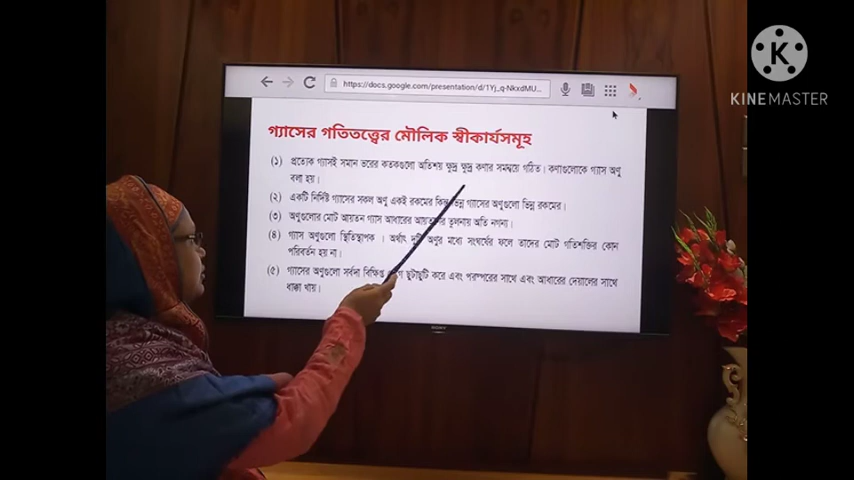 KINEMASTER
https://docs.google.com/presentation/d/1Yj_q-NkxdMU...
গ্যাসের গতিতত্ত্বের মৌলিক স্বীকার্যসমূহ
(১) প্রত্যেক গ্যাসই সমান ভরের কতকগুলো অতিশয় ক্ষুদ্র ক্ষুদ্র কণার সমন্বয়ে গঠিত। কণাগুলোকে গ্যাস অণু
বলা হয়।
(২) একটি নির্দিষ্ট গ্যাসের সকল অণু একই রকমের কিন্তু ভিন্ন গ্যাসের অণুগুলো ভিন্ন রকমের।
(৩) অণুগুলোর মোট আয়তন গ্যাস আধারের আয়তনের তুলনায় অতি নগন্য।
(৪) গ্যাস অণুগুলো স্থিতিস্থাপক । অর্থাৎ দুটি অণুর মধ্যে সংঘর্ষের ফলে তাদের মোট গতিশক্তির কোন
পরিবর্তন হয় না।
(৫) গ্যাসের অণুগুলো সর্বদা বিক্ষিপ্ত ছুটাছুটি করে এবং পরস্পরের সাথে এবং আধারের দেয়ালের সাথে
ধাক্কা খায়।
SONY